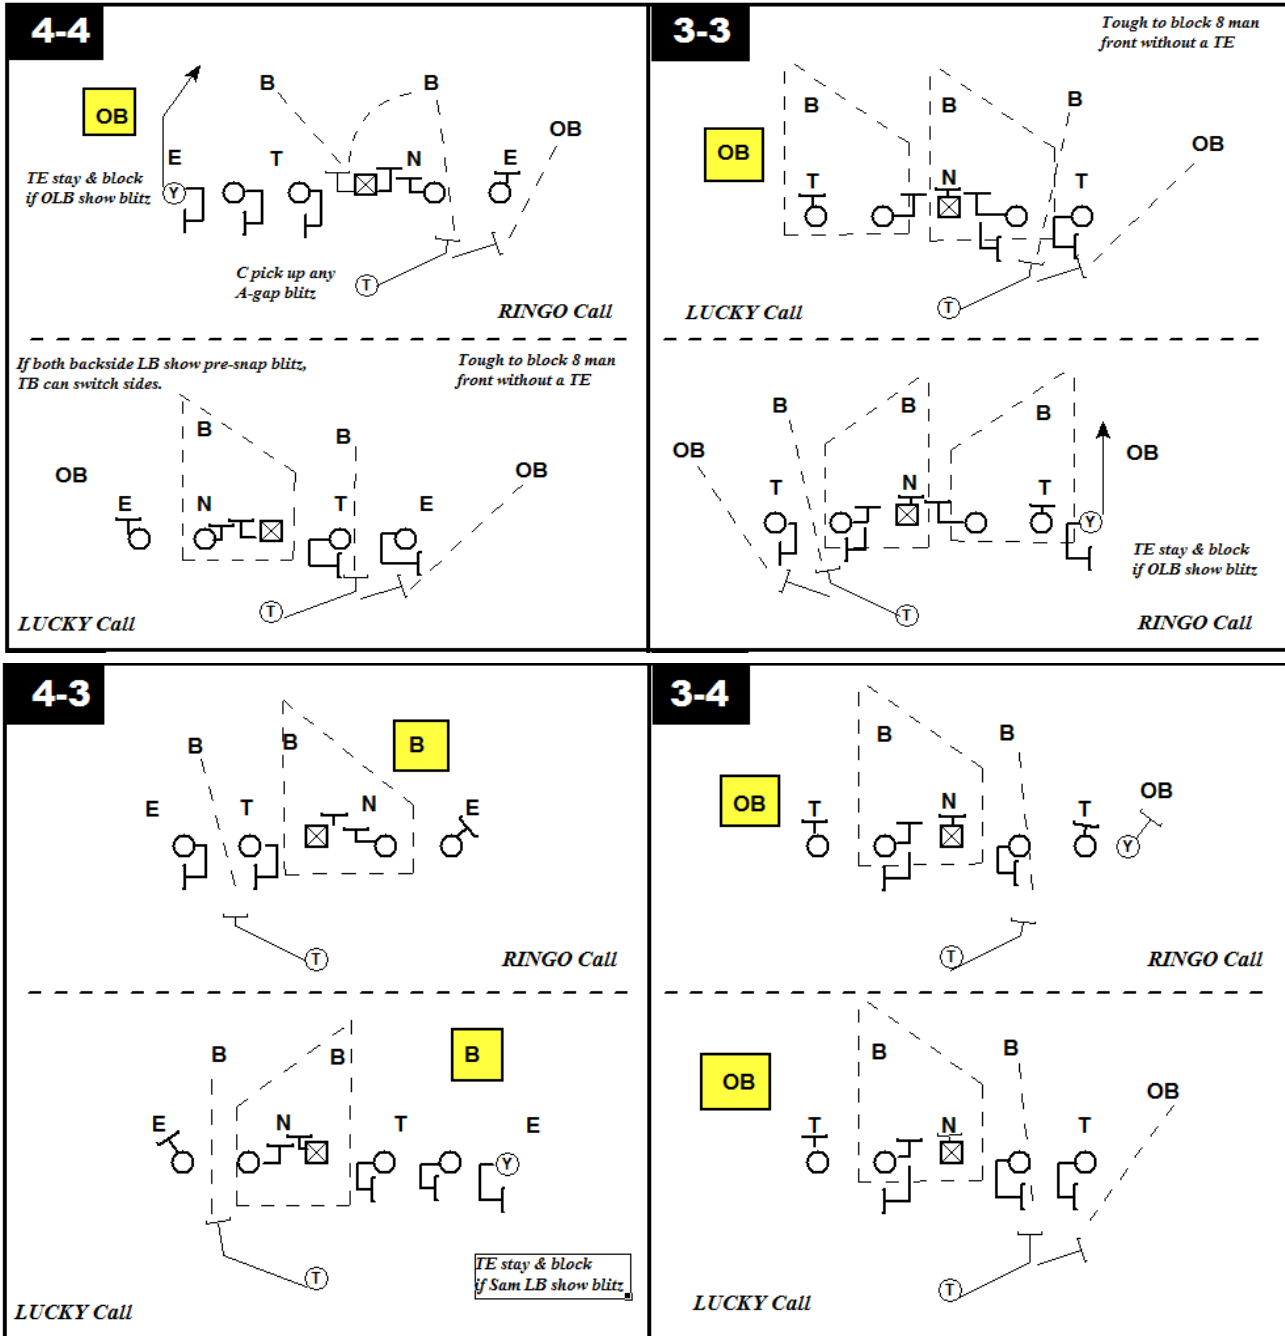 4-4
B
B
OB
OB
E
T
N
E
TE stay & block
if OLB show blitz
Y
C pick up any
A-gap blitz
T
RINGO Call
If both backside LB show pre-snap blitz,
TB can switch sides.
Tough to block 8 man
front without a TE
B
B
OB
OB
E
N
T
E
T
LUCKY Call
3-3
Tough to block 8 man
front without a TE
B
B
B
OB
OB
T
N
T
T
LUCKY Call
B
B
B
OB
OB
T
N
T
Y
TE stay & block
if OLB show blitz
T
RINGO Call
4-3
B
B
B
E
T
N
E
T
RINGO Call
B
B
B
E
N
T
E
Y
TE stay & block
if Sam LB show blitz
T
LUCKY Call
3-4
B
B
OB
OB
T
N
T
Y
T
RINGO Call
B
B
OB
OB
T
N
T
T
LUCKY Call